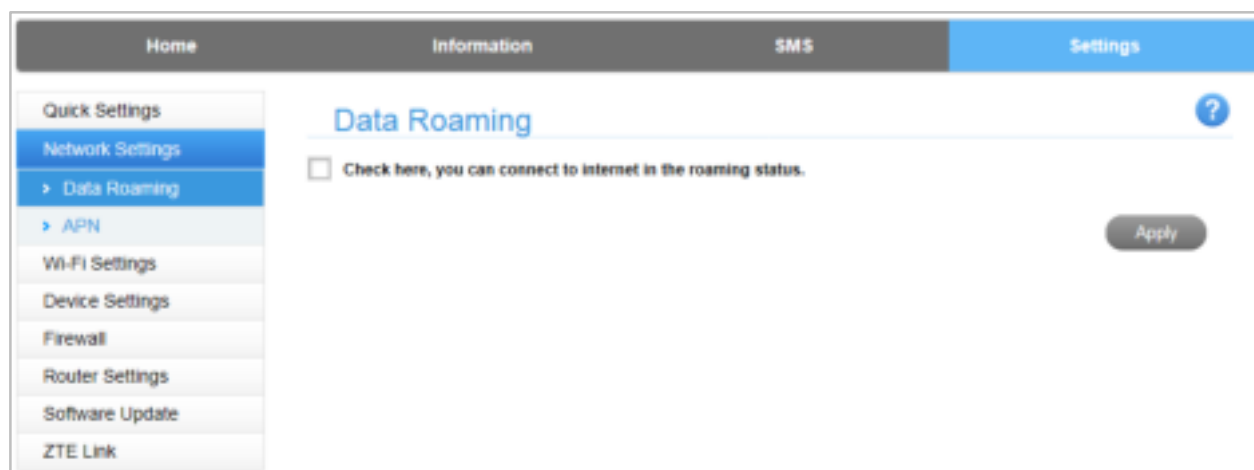 Home Information SMS Settings
Quick Settings
Network Settings
> Data Roaming
> APN
Wi-Fi Settings
Device Settings
Firewall
Router Settings
Software Update
ZTE Link
Data Roaming
?
Check here, you can connect to internet in the roaming status.
Apply